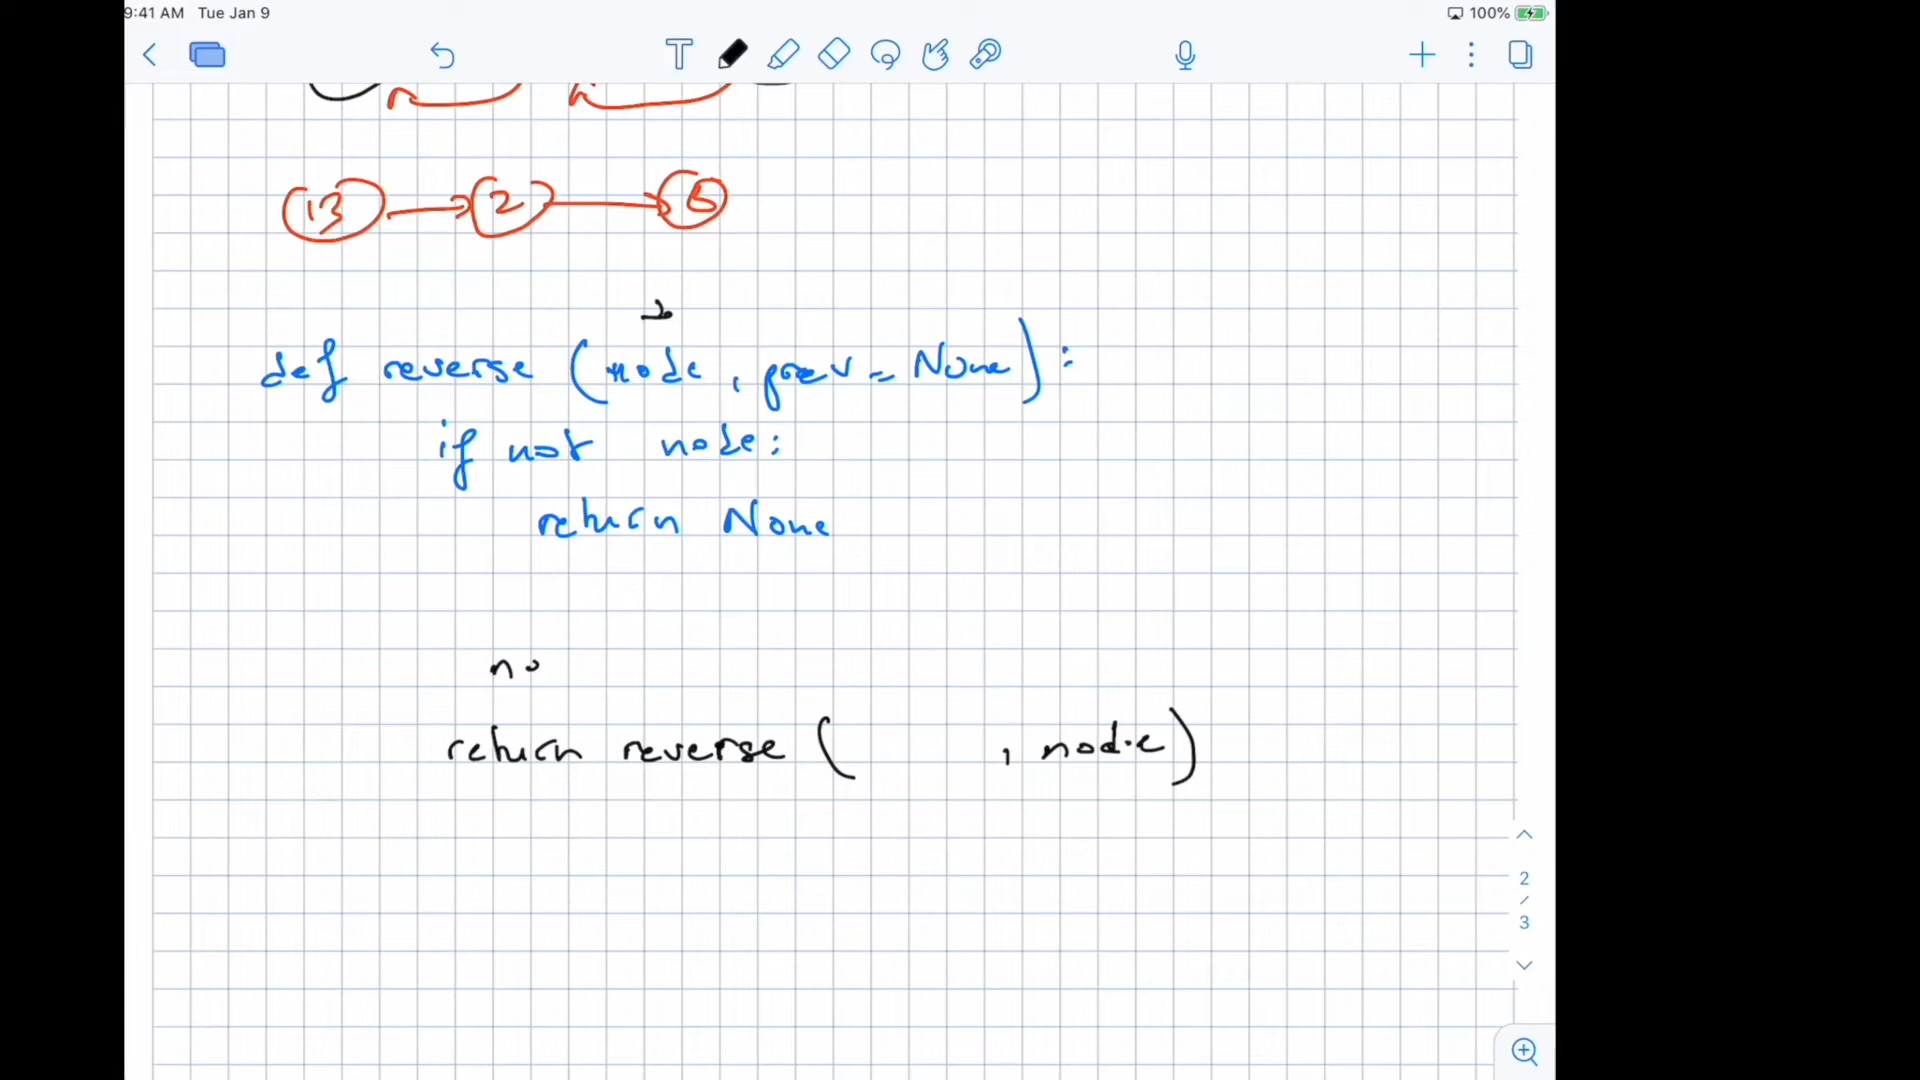 9:41 AM Tue Jan 9 100%
13 2 5
def reverse (node, prev = None):
if not node:
return None
no
return reverse ( , node)
2
3